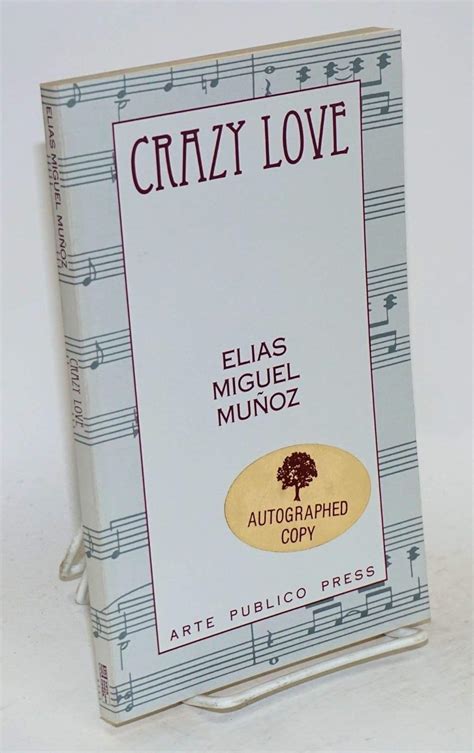 CRAZY LOVE
ELIAS
MIGUEL
MUÑOZ
AUTOGRAPHED
COPY
ARTE PUBLICO PRESS
ELIAS MIGUEL MUÑOZ
CRAZY LOVE